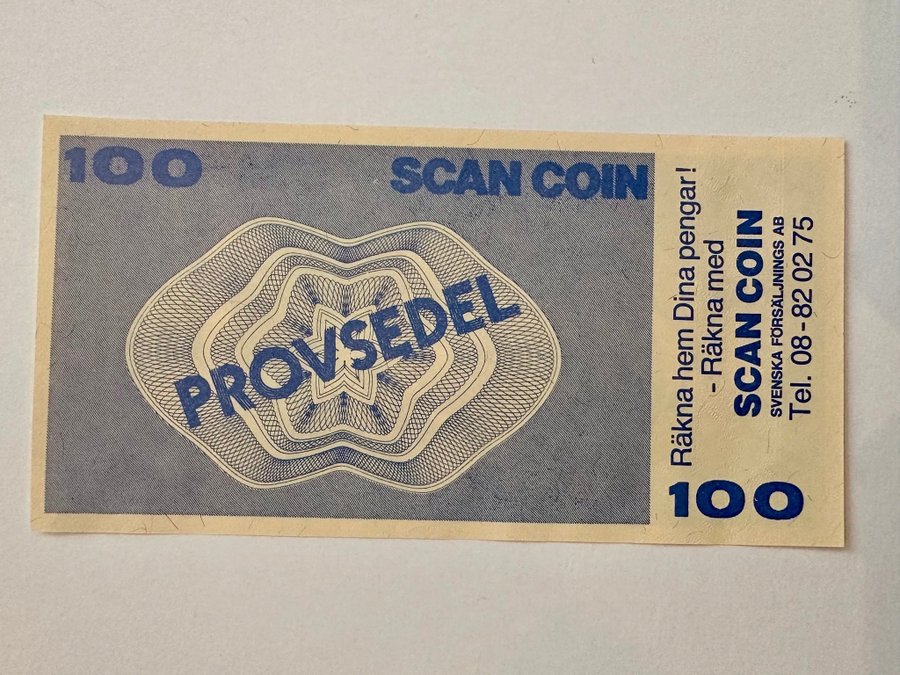 100
SCAN COIN
PROVSEDEL
Räkna hem Dina pengar!
- Räkna med
SCAN COIN
SVENSKA FÖRSÄLJNINGS AB
Tel. 08-82 02 75
100